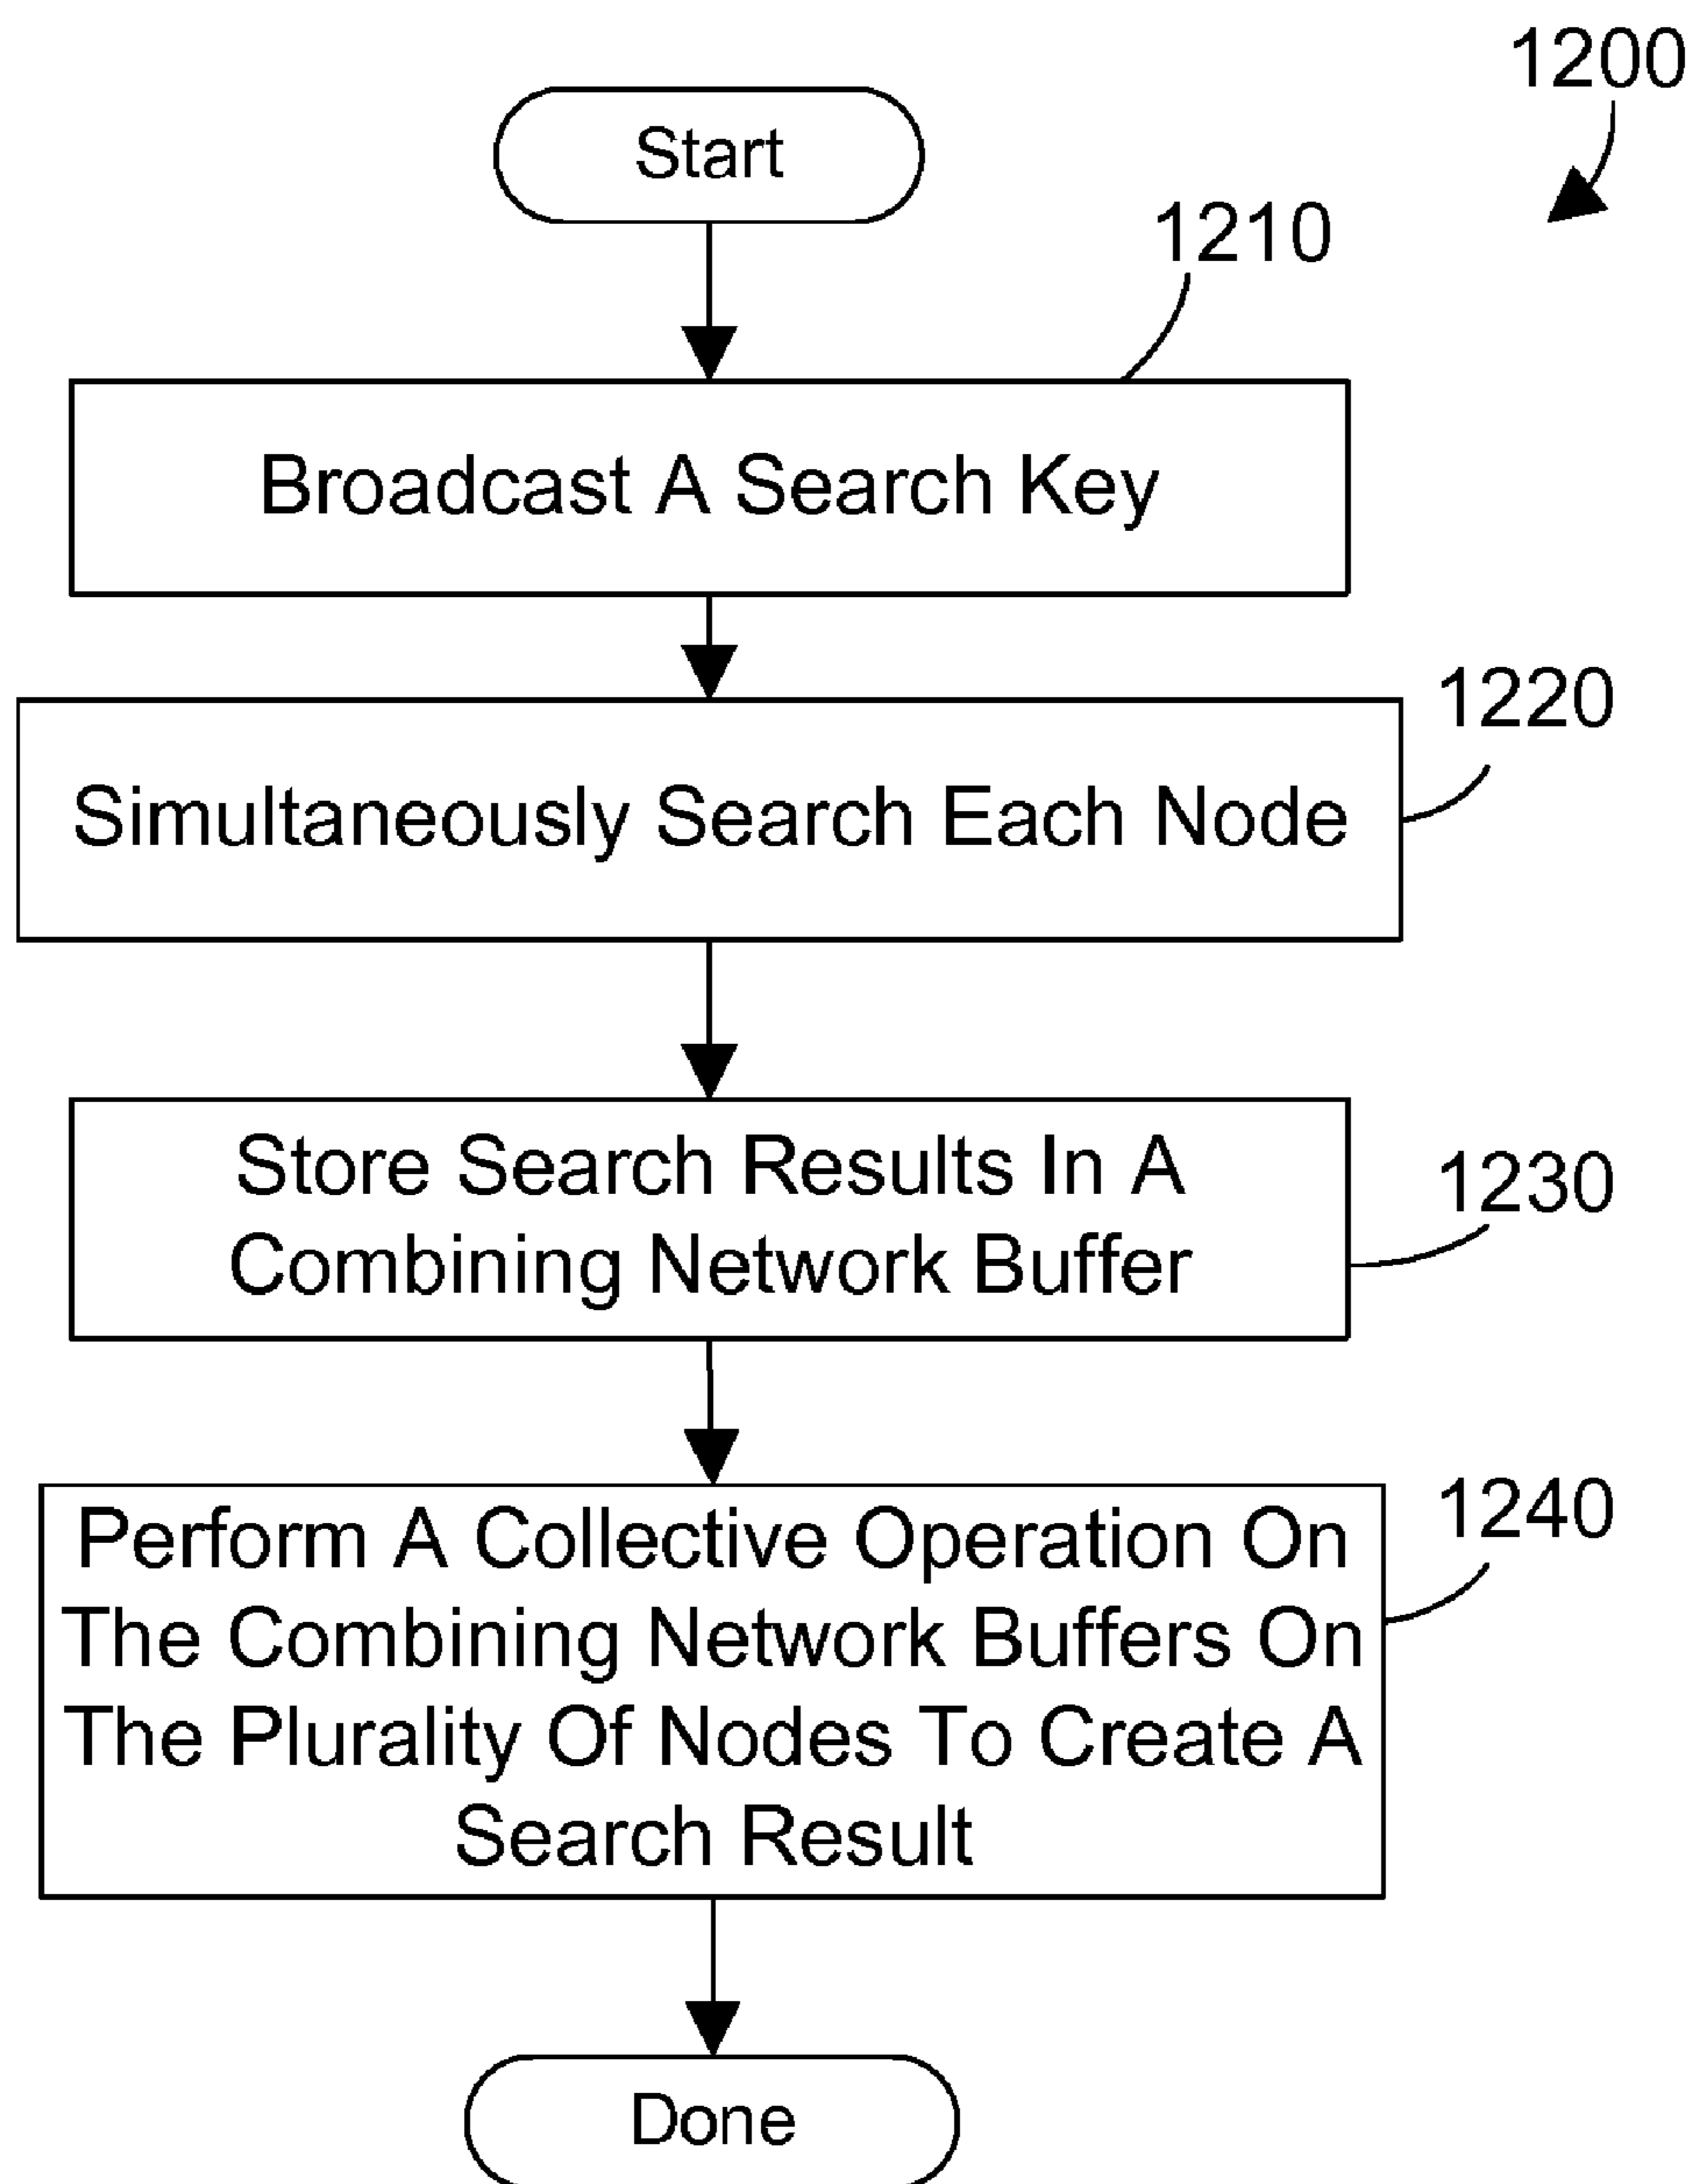 1200
Start
1210
Broadcast A Search Key
1220
Simultaneously Search Each Node
1230
Store Search Results In A
Combining Network Buffer
1240
Perform A Collective Operation On
The Combining Network Buffers On
The Plurality Of Nodes To Create A
Search Result
Done